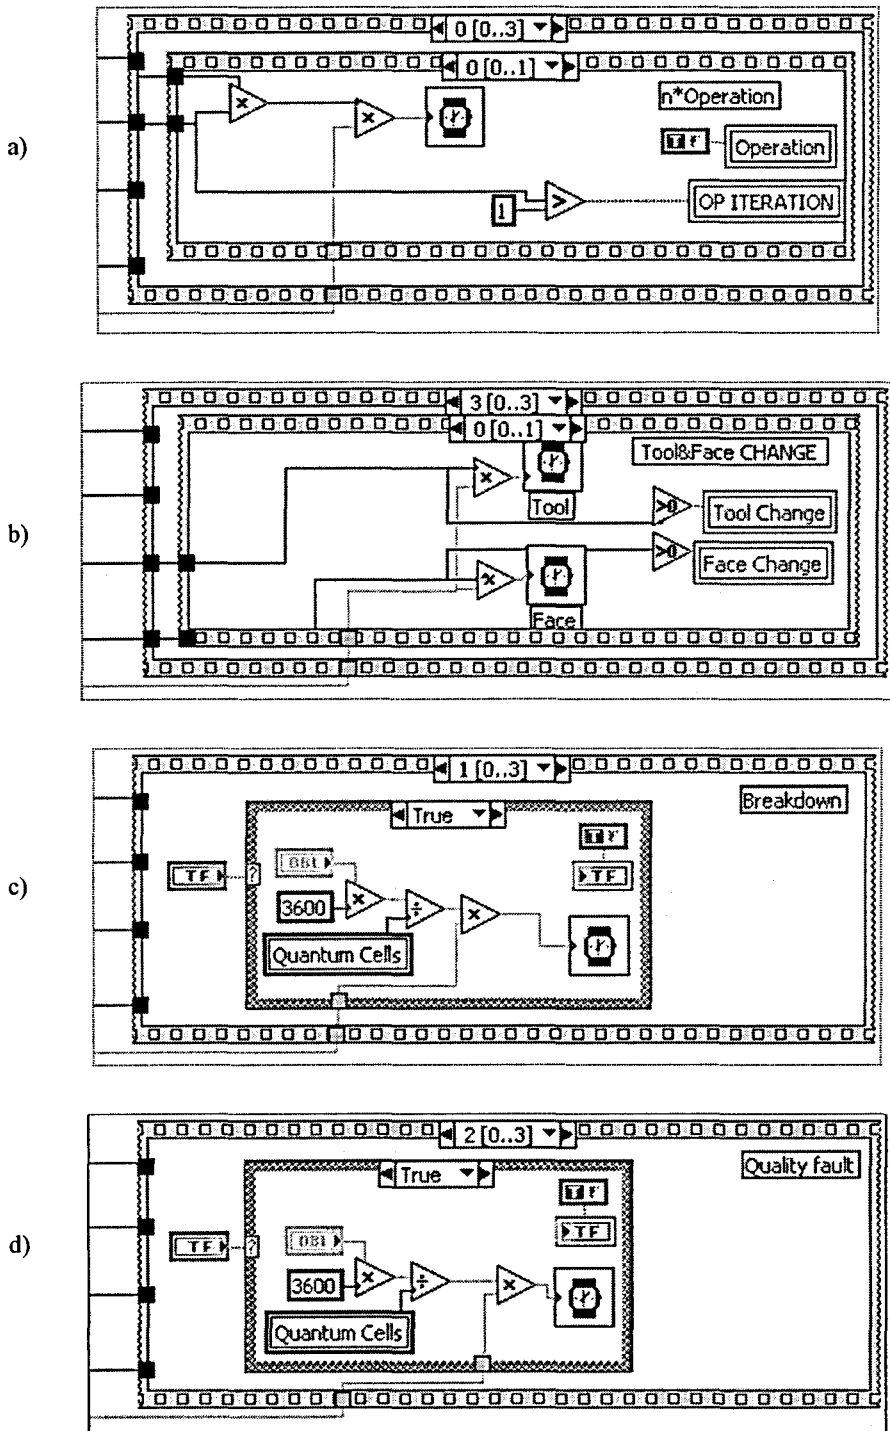 a)
0 [0..3]
0 [0..1]
n*Operation
×
×
T F
Operation
1
>
OP ITERATION
b)
3 [0..3]
0 [0..1]
Tool&Face CHANGE
×
Tool
>0
Tool Change
>0
Face Change
×
Face
c)
1 [0..3]
Breakdown
True
T F
TF
?
DBL
TF
3600
×
÷
×
Quantum Cells
d)
2 [0..3]
Quality fault
True
T F
TF
?
DBL
TF
3600
×
÷
×
Quantum Cells